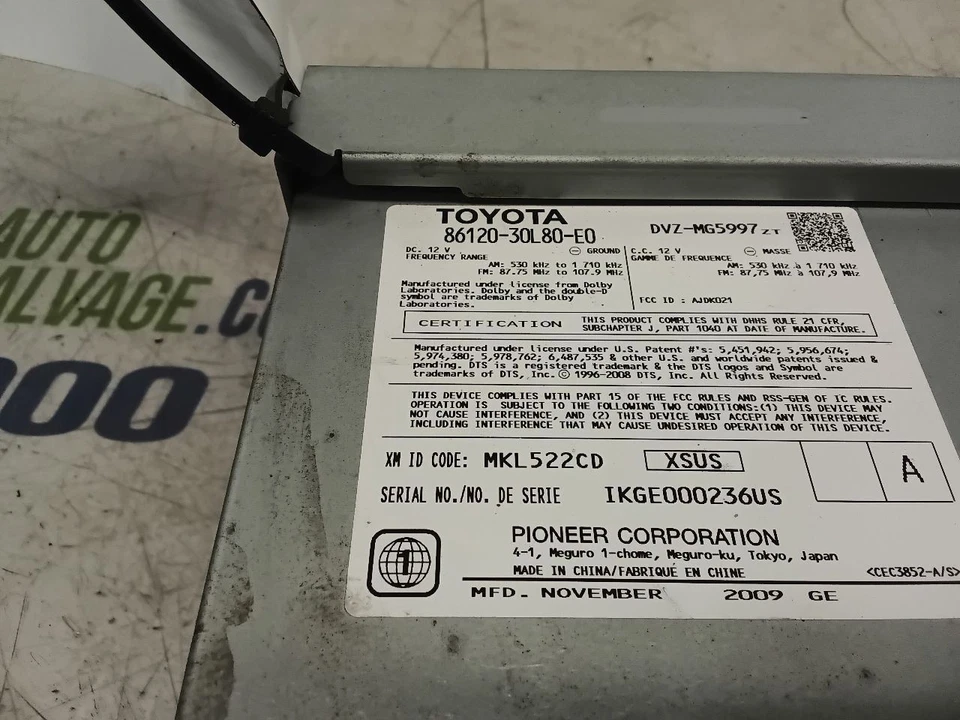 AUTO
ALVAGE.C
000
TOYOTA
86120-30L80-E0
DVZ-MG5997 ZT
DC. 12 V
GROUND
FREQUENCY RANGE
AM: 530 kHz to 1 710 kHz
FM: 87.75 MHz to 107.9 MHz
C.C. 12 V
MASSE
GAMME DE FREQUENCE
AM: 530 kHz à 1 710 kHz
FM: 87,75 MHz à 107,9 MHz
Manufactured under license from Dolby
Laboratories. Dolby and the double-D
symbol are trademarks of Dolby
Laboratories.
FCC ID : AJDK021
CERTIFICATION
THIS PRODUCT COMPLIES WITH DHHS RULE 21 CFR,
SUBCHAPTER J, PART 1040 AT DATE OF MANUFACTURE.
Manufactured under license under U.S. Patent #'s: 5,451,942; 5,956,674;
5,974,380; 5,978,762; 6,487,535 & other U.S. and worldwide patents issued &
pending. DTS is a registered trademark & the DTS logos and Symbol are
trademarks of DTS, Inc. © 1996-2008 DTS, Inc. All Rights Reserved.
THIS DEVICE COMPLIES WITH PART 15 OF THE FCC RULES AND RSS-GEN OF IC RULES.
OPERATION IS SUBJECT TO THE FOLLOWING TWO CONDITIONS:(1) THIS DEVICE MAY
NOT CAUSE INTERFERENCE, AND (2) THIS DEVICE MUST ACCEPT ANY INTERFERENCE,
INCLUDING INTERFERENCE THAT MAY CAUSE UNDESIRED OPERATION OF THIS DEVICE.
XM ID CODE: MKL522CD
XSUS
A
SERIAL NO./NO. DE SERIE IKGE000236US
1
PIONEER CORPORATION
4-1, Meguro 1-chome, Meguro-ku, Tokyo, Japan
MADE IN CHINA/FABRIQUÉ EN CHINE
<CEC3852-A/S>
MFD. NOVEMBER 2009 GE